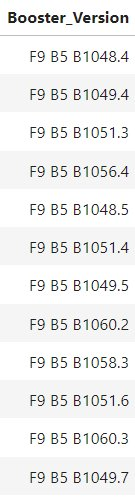 Booster_Version
F9 B5 B1048.4
F9 B5 B1049.4
F9 B5 B1051.3
F9 B5 B1056.4
F9 B5 B1048.5
F9 B5 B1051.4
F9 B5 B1049.5
F9 B5 B1060.2
F9 B5 B1058.3
F9 B5 B1051.6
F9 B5 B1060.3
F9 B5 B1049.7